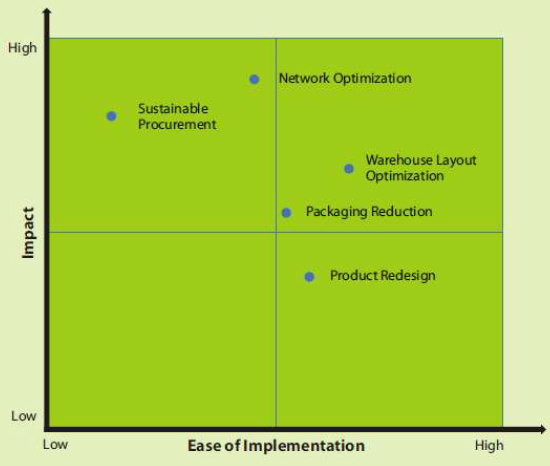 High
Network Optimization
Sustainable
Procurement
Warehouse Layout
Optimization
Packaging Reduction
Impact
Product Redesign
Low
Low
Ease of Implementation
High